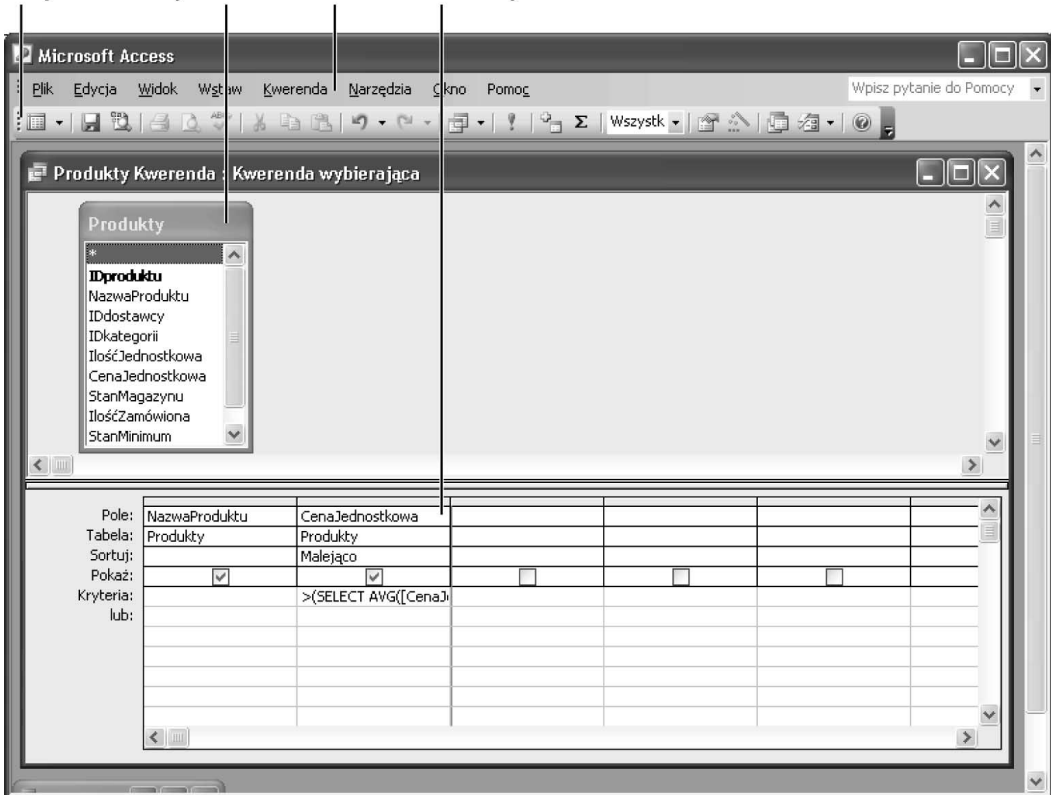 Microsoft Access
Plik Edycja Widok Wstaw Kwerenda Narzędzia Okno Pomoc Wpisz pytanie do Pomocy
Wszystk
Produkty Kwerenda : Kwerenda wybierająca
Produkty
*
IDproduktu
NazwaProduktu
IDdostawcy
IDkategorii
IlośćJednostkowa
CenaJednostkowa
StanMagazynu
IlośćZamówiona
StanMinimum
Pole: NazwaProduktu CenaJednostkowa
Tabela: Produkty Produkty
Sortuj: Malejąco
Pokaż:
Kryteria: >(SELECT AVG([CenaJ
lub: